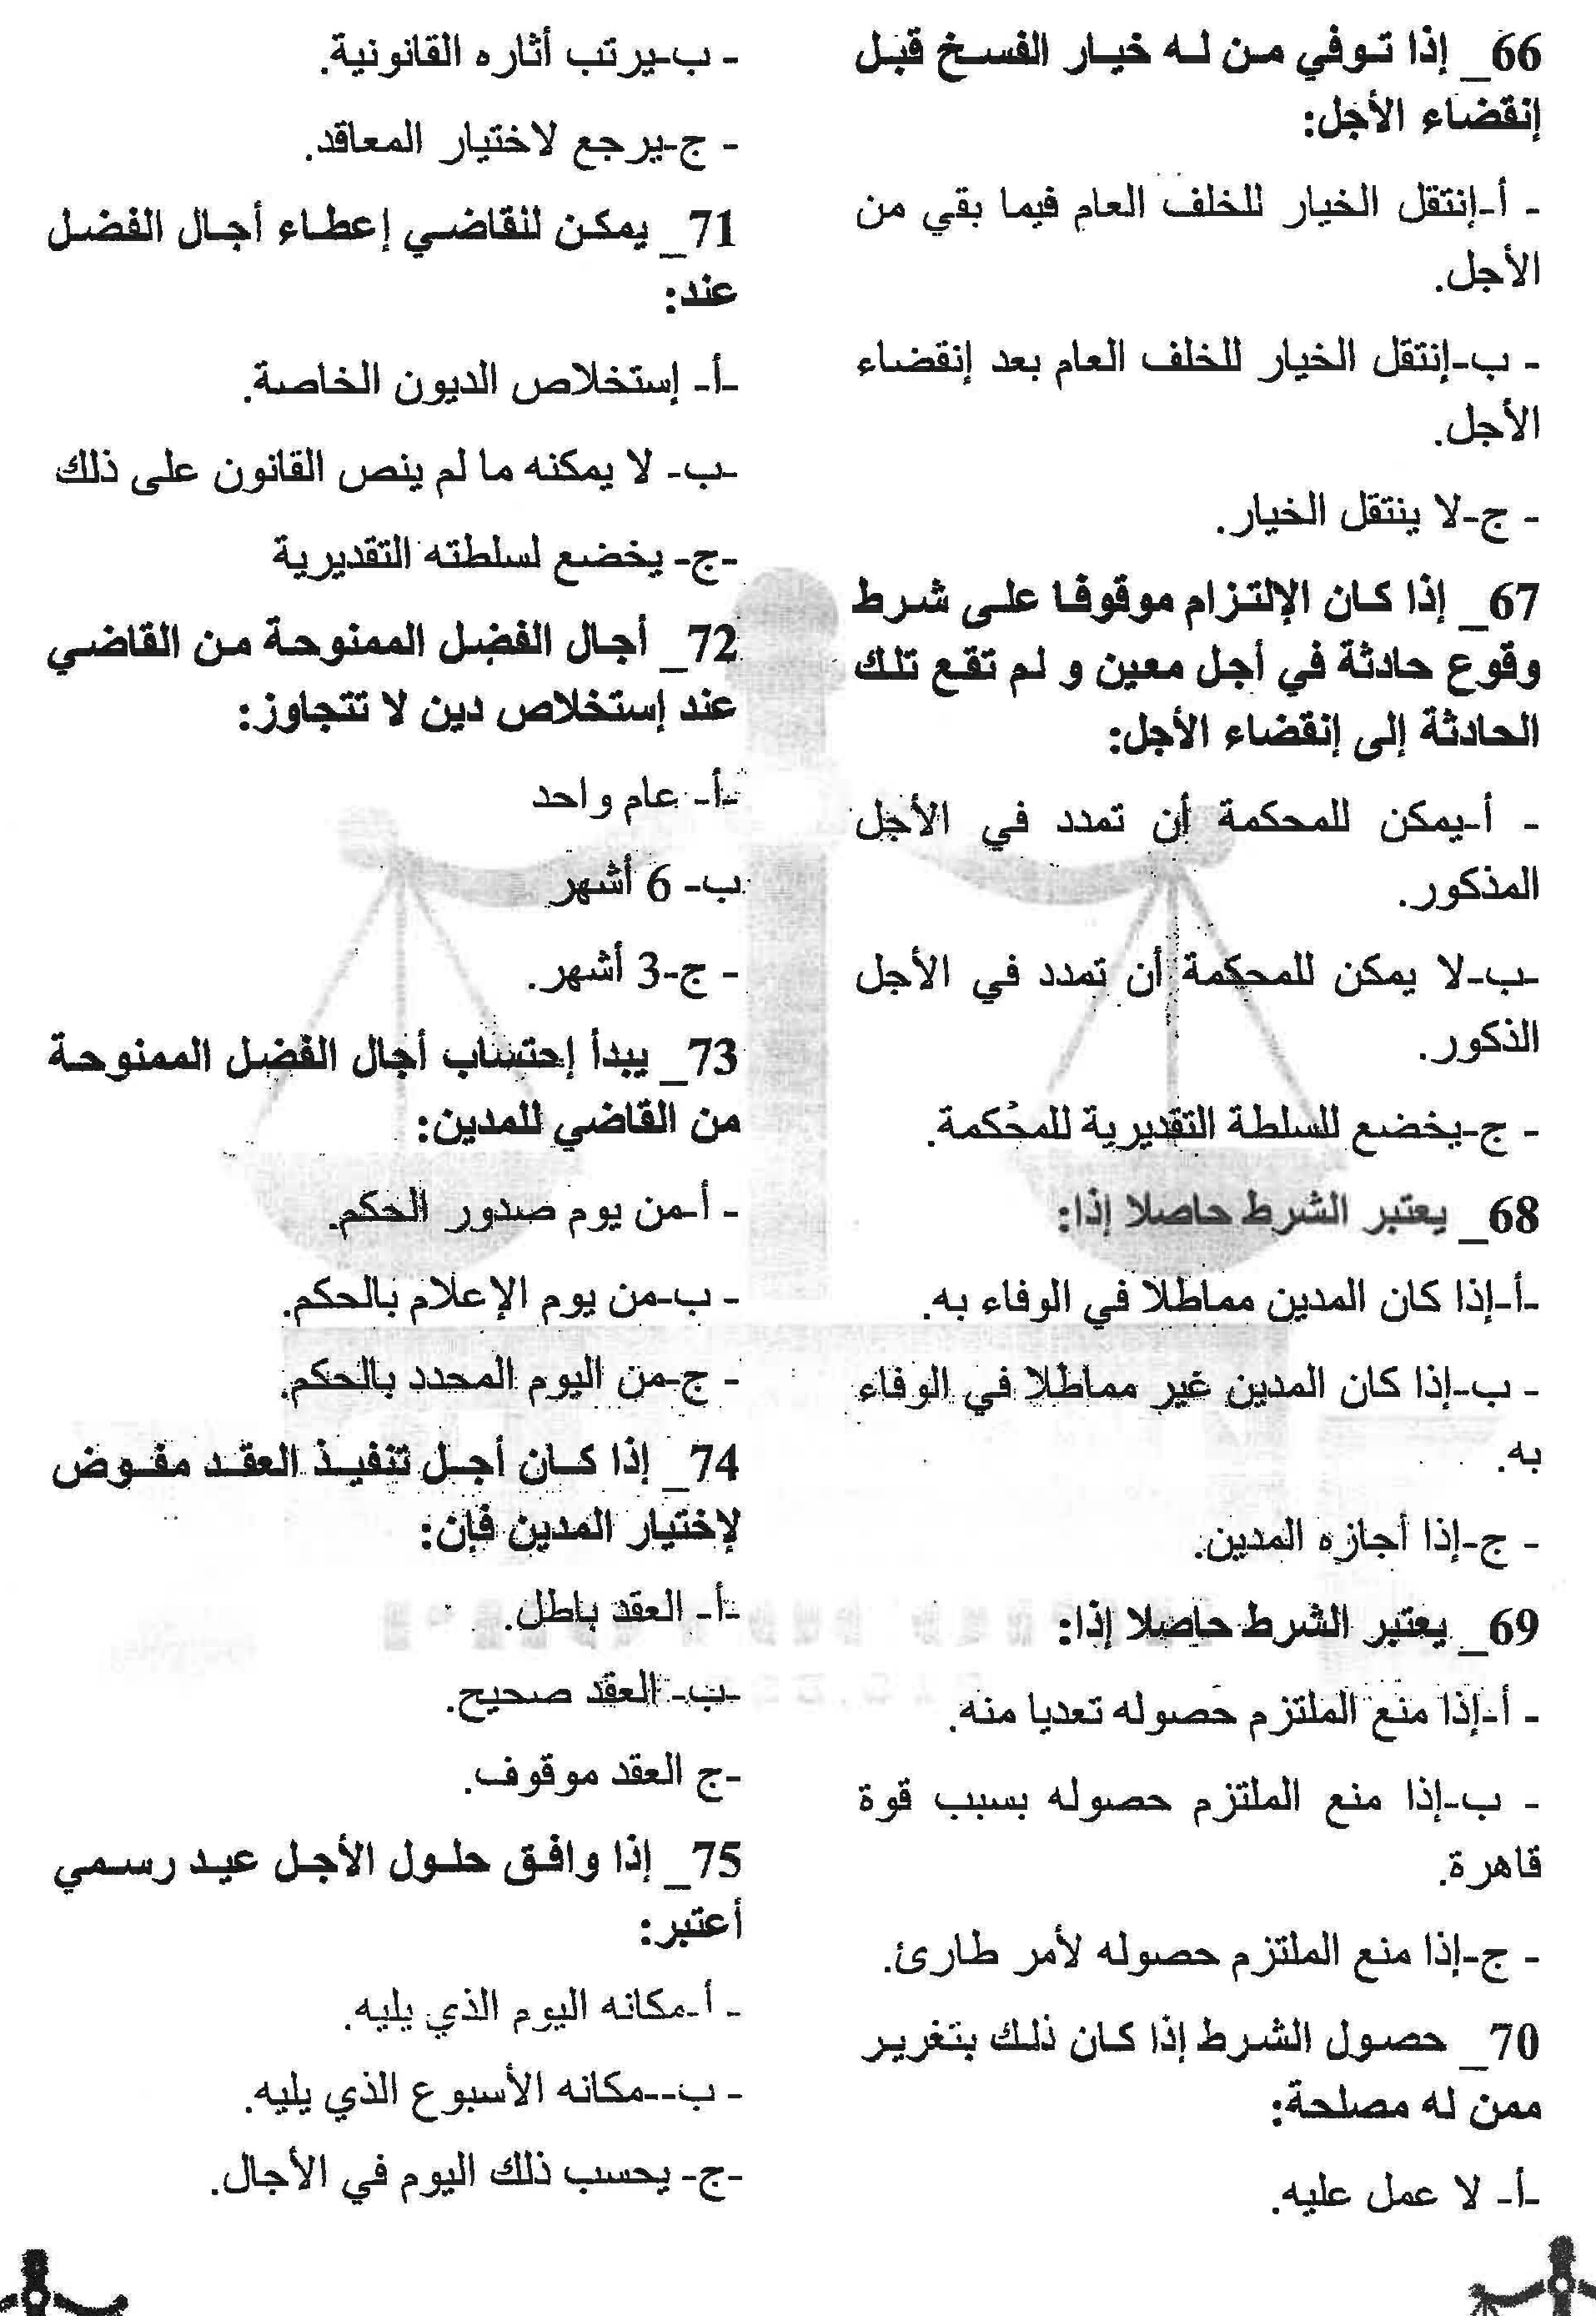 66_ إذا توفي من له خيار الفسخ قبل
إنقضاء الأجل:
- أ-إنتقل الخيار للخلف العام فيما بقي من
الأجل.
- ب-إنتقل الخيار للخلف العام بعد إنقضاء
الأجل.
- ج-لا ينتقل الخيار.
67_ إذا كان الإلتزام موقوفا على شرط
وقوع حادثة في أجل معين و لم تقع تلك
الحادثة إلى إنقضاء الأجل:
- أ-يمكن للمحكمة أن تمدد في الأجل
المذكور.
-ب-لا يمكن للمحكمة أن تمدد في الأجل
الذكور.
- ج-يخضع للسلطة التقديرية للمحكمة.
68_ يعتبر الشرط حاصلا إذا:
-أ-إذا كان المدين مماطلا في الوفاء به.
- ب-إذا كان المدين غير مماطلا في الوفاء
به.
- ج-إذا أجازه المدين.
69_ يعتبر الشرط حاصلا إذا:
- أ-إذا منع الملتزم حصوله تعديا منه.
- ب-إذا منع الملتزم حصوله بسبب قوة
قاهرة.
- ج-إذا منع الملتزم حصوله لأمر طارئ.
70_ حصول الشرط إذا كان ذلك بتغرير
ممن له مصلحة:
-أ- لا عمل عليه.
- ب-يرتب أثاره القانونية.
- ج-يرجع لاختيار المعاقد.
71_ يمكن للقاضي إعطاء أجال الفضل
عند:
-أ- إستخلاص الديون الخاصة.
-ب- لا يمكنه ما لم ينص القانون على ذلك
-ج- يخضع لسلطته التقديرية
72_ أجال الفضل الممنوحة من القاضي
عند إستخلاص دين لا تتجاوز:
-أ- عام واحد
ب- 6 أشهر
- ج-3 أشهر.
73_ يبدأ إحتساب أجال الفضل الممنوحة
من القاضي للمدين:
- أ-من يوم صدور الحكم.
- ب-من يوم الإعلام بالحكم.
- ج-من اليوم المحدد بالحكم.
74_ إذا كان أجل تنفيذ العقد مفوض
لإختيار المدين فإن:
-أ- العقد باطل.
-ب- العقد صحيح.
-ج العقد موقوف.
75_ إذا وافق حلول الأجل عيد رسمي
أعتبر:
- أ-مكانه اليوم الذي يليه.
- ب--مكانه الأسبوع الذي يليه.
-ج- يحسب ذلك اليوم في الأجال.